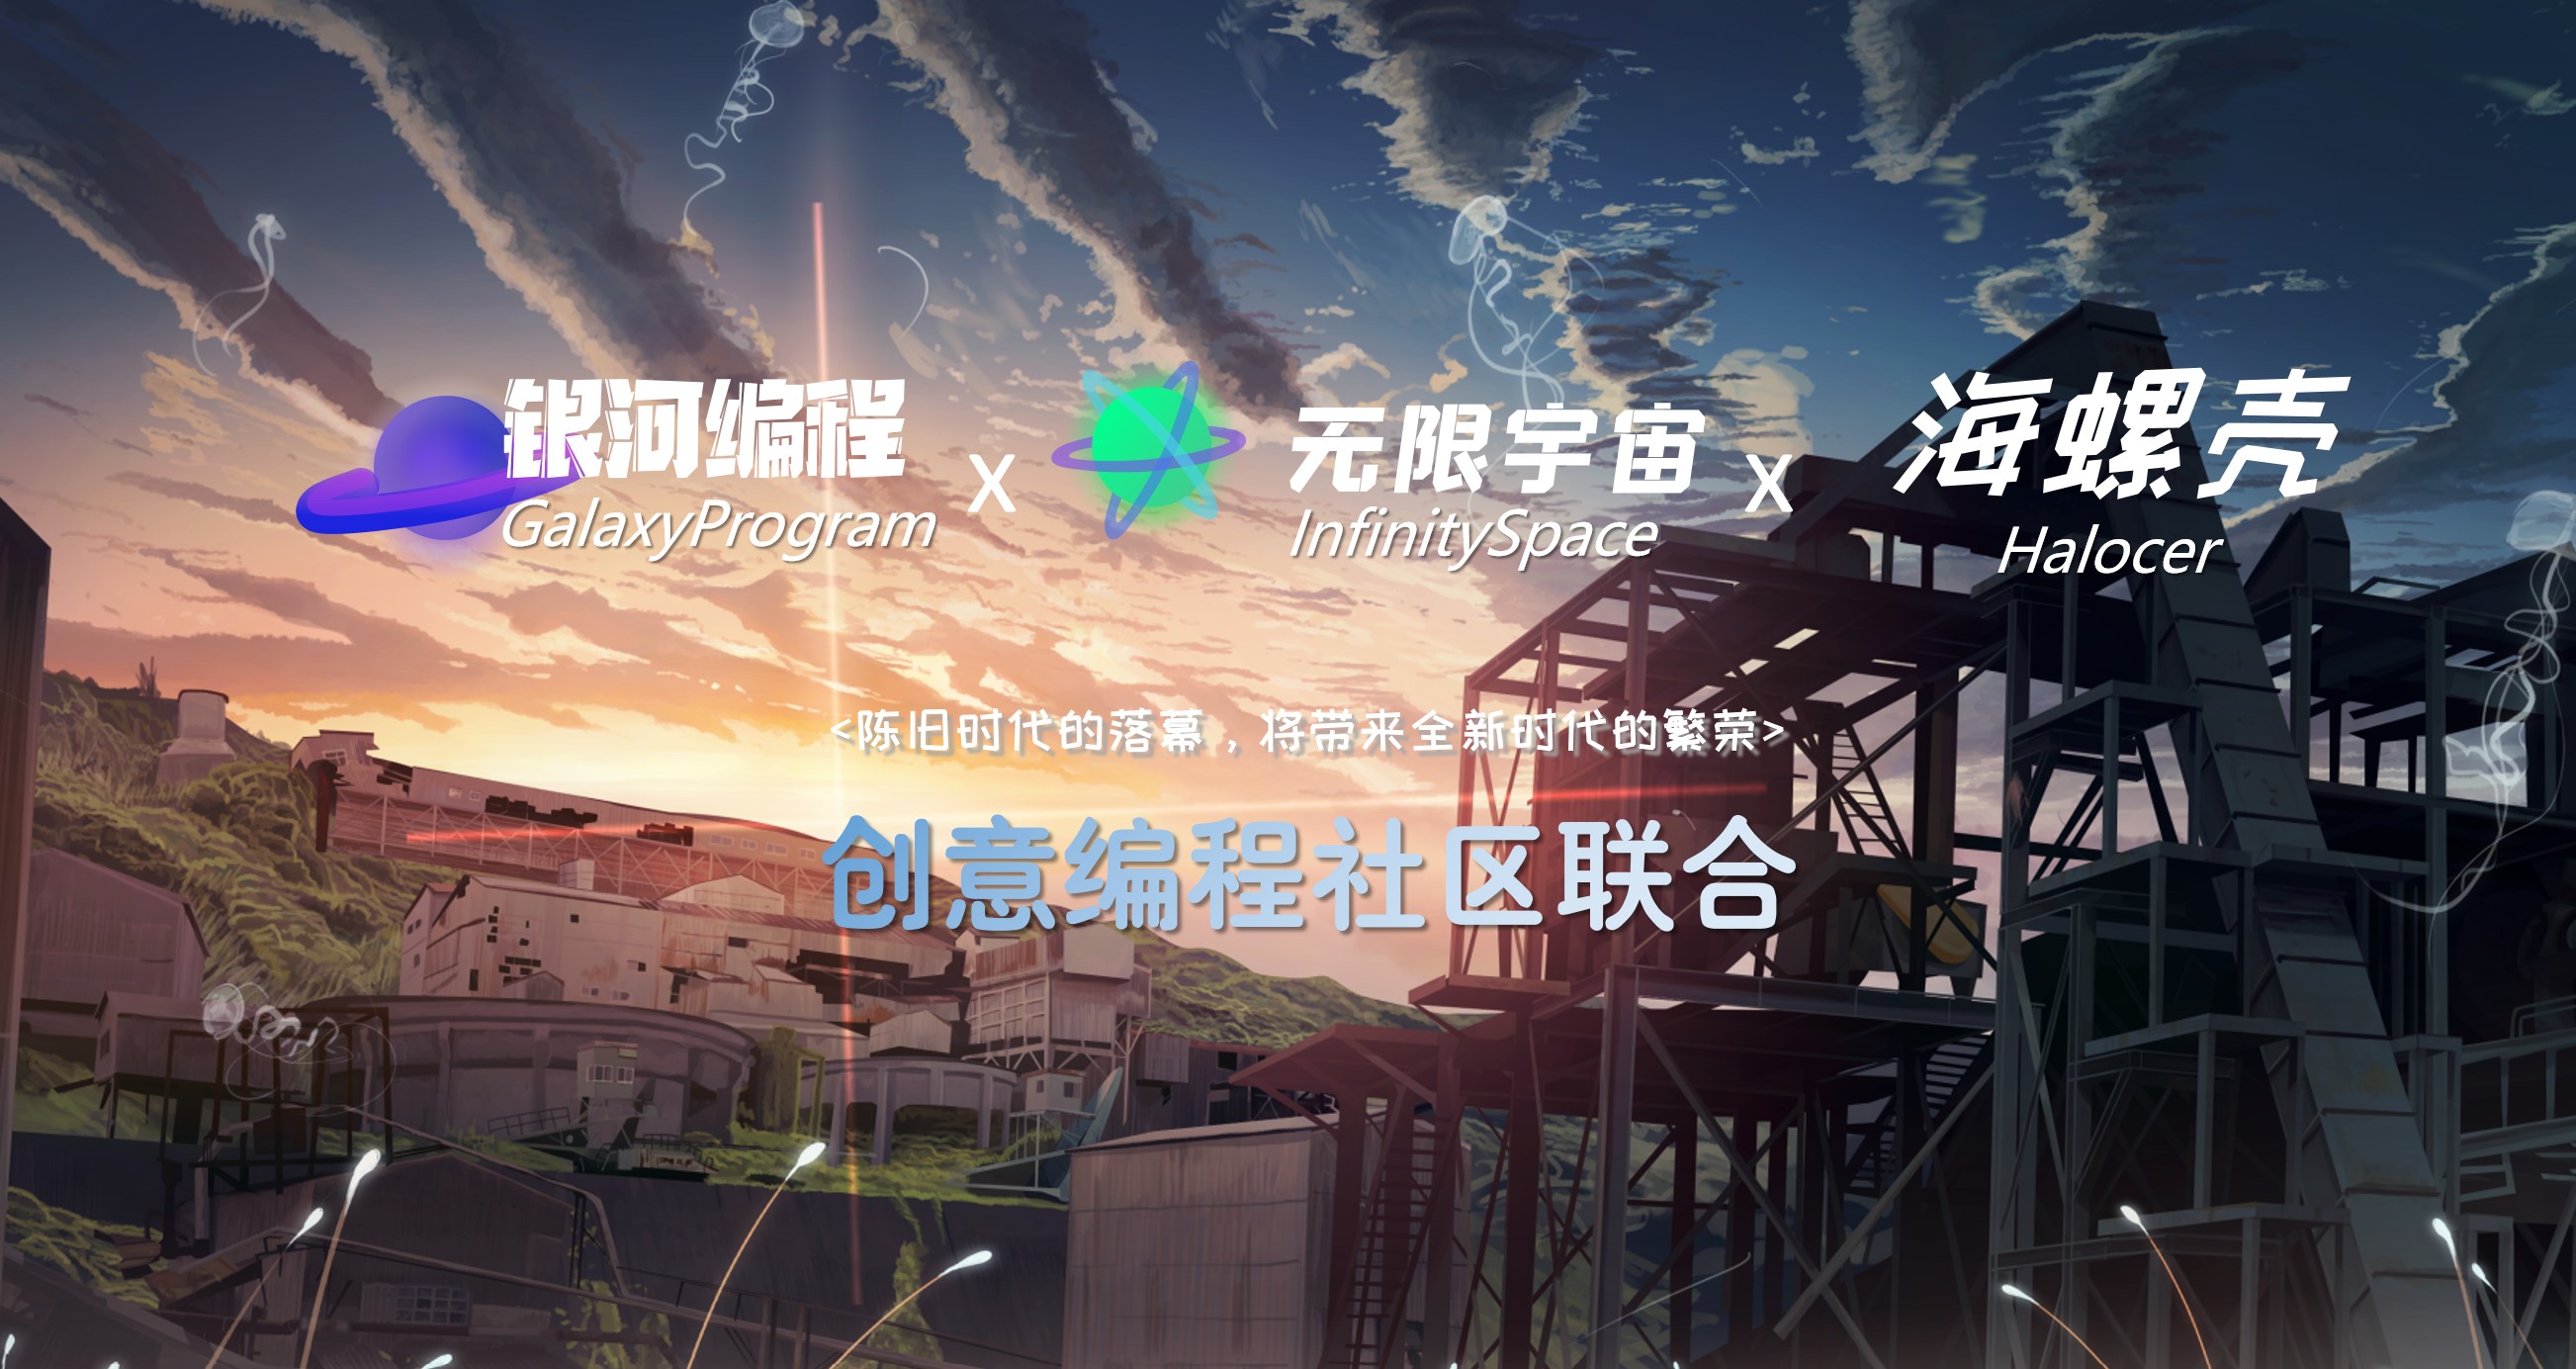 银河编程 x 无限宇宙 x 海螺壳
GalaxyProgram InfinitySpace Halocer
<陈旧时代的落幕，将带来全新时代的繁荣>
创意编程社区联合